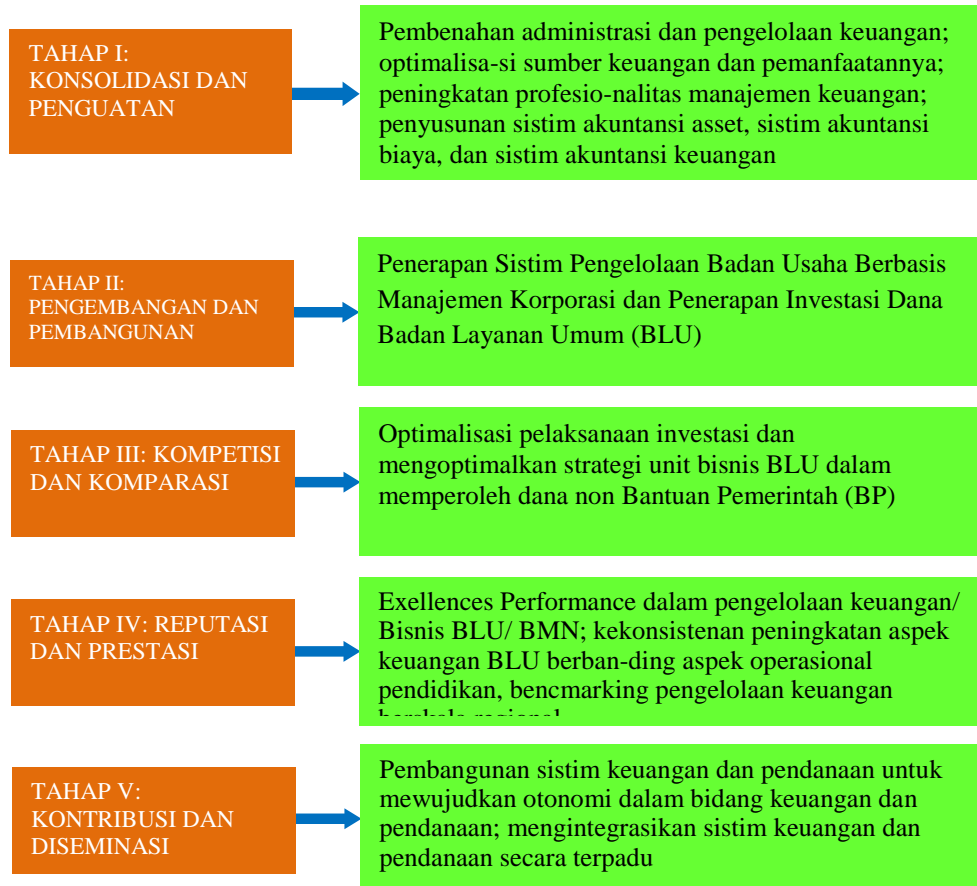 TAHAP I:
KONSOLIDASI DAN
PENGUATAN
Pembenahan administrasi dan pengelolaan keuangan;
optimalisa-si sumber keuangan dan pemanfaatannya;
peningkatan profesio-nalitas manajemen keuangan;
penyusunan sistim akuntansi asset, sistim akuntansi
biaya, dan sistim akuntansi keuangan
TAHAP II:
PENGEMBANGAN DAN
PEMBANGUNAN
Penerapan Sistim Pengelolaan Badan Usaha Berbasis
Manajemen Korporasi dan Penerapan Investasi Dana
Badan Layanan Umum (BLU)
TAHAP III: KOMPETISI
DAN KOMPARASI
Optimalisasi pelaksanaan investasi dan
mengoptimalkan strategi unit bisnis BLU dalam
memperoleh dana non Bantuan Pemerintah (BP)
TAHAP IV: REPUTASI
DAN PRESTASI
Exellences Performance dalam pengelolaan keuangan/
Bisnis BLU/ BMN; kekonsistenan peningkatan aspek
keuangan BLU berban-ding aspek operasional
pendidikan, bencmarking pengelolaan keuangan
TAHAP V:
KONTRIBUSI DAN
DISEMINASI
Pembangunan sistim keuangan dan pendanaan untuk
mewujudkan otonomi dalam bidang keuangan dan
pendanaan; mengintegrasikan sistim keuangan dan
pendanaan secara terpadu